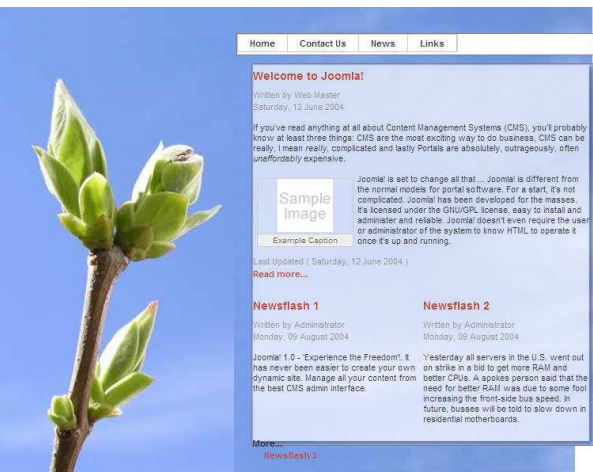 Home Contact Us News Links
Welcome to Joomla!
Written by Web Master
Saturday, 12 June 2004
If you've read anything at all about Content Management Systems (CMS), you'll probably
know at least three things: CMS are the most exciting way to do business, CMS can be
really, I mean really, complicated and lastly Portals are absolutely, outrageously, often
unaffordably expensive.
Sample
Image
Example Caption
Joomla! is set to change all that ... Joomla! is different from
the normal models for portal software. For a start, it's not
complicated. Joomla! has been developed for the masses.
It's licensed under the GNU/GPL license, easy to install and
administer and reliable. Joomla! doesn't even require the user
or administrator of the system to know HTML to operate it
once it's up and running.
Last Updated ( Saturday, 12 June 2004 )
Read more...
Newsflash 1
Written by Administrator
Monday, 09 August 2004
Joomla! 1.0 - 'Experience the Freedom'!. It
has never been easier to create your own
dynamic site. Manage all your content from
the best CMS admin interface.
Newsflash 2
Written by Administrator
Monday, 09 August 2004
Yesterday all servers in the U.S. went out
on strike in a bid to get more RAM and
better CPUs. A spokes person said that the
need for better RAM was due to some fool
increasing the front-side bus speed. In
future, busses will be told to slow down in
residential motherboards.
More...
Newsflash 3